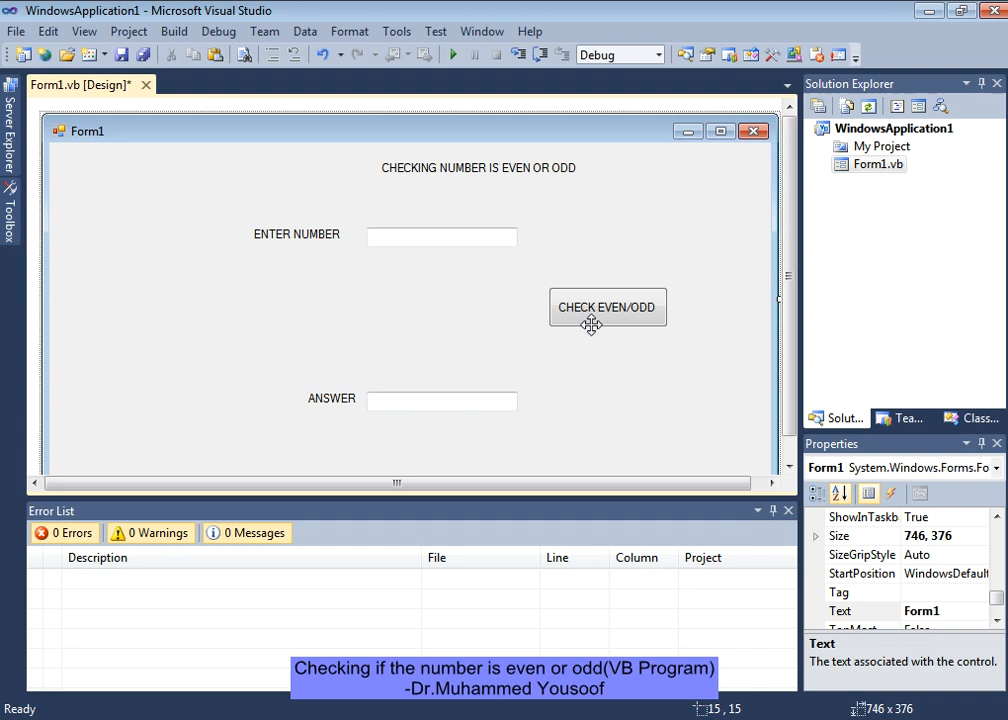 WindowsApplication1 - Microsoft Visual Studio
File Edit View Project Build Debug Team Data Format Tools Test Window Help
Debug
Form1.vb [Design]*
Server Explorer
Toolbox
Form1
CHECKING NUMBER IS EVEN OR ODD
ENTER NUMBER
CHECK EVEN/ODD
ANSWER
Solution Explorer
WindowsApplication1
My Project
Form1.vb
Solut... Tea... Class...
Properties
Form1 System.Windows.Forms.Fo
ShowInTaskb True
Size 746, 376
SizeGripStyle Auto
StartPosition WindowsDefault
Tag
Text Form1
TopMost False
Text
The text associated with the control.
Error List
0 Errors 0 Warnings 0 Messages
Description File Line Column Project
Checking if the number is even or odd(VB Program)
-Dr.Muhammed Yousoof
Ready 15 , 15 746 x 376